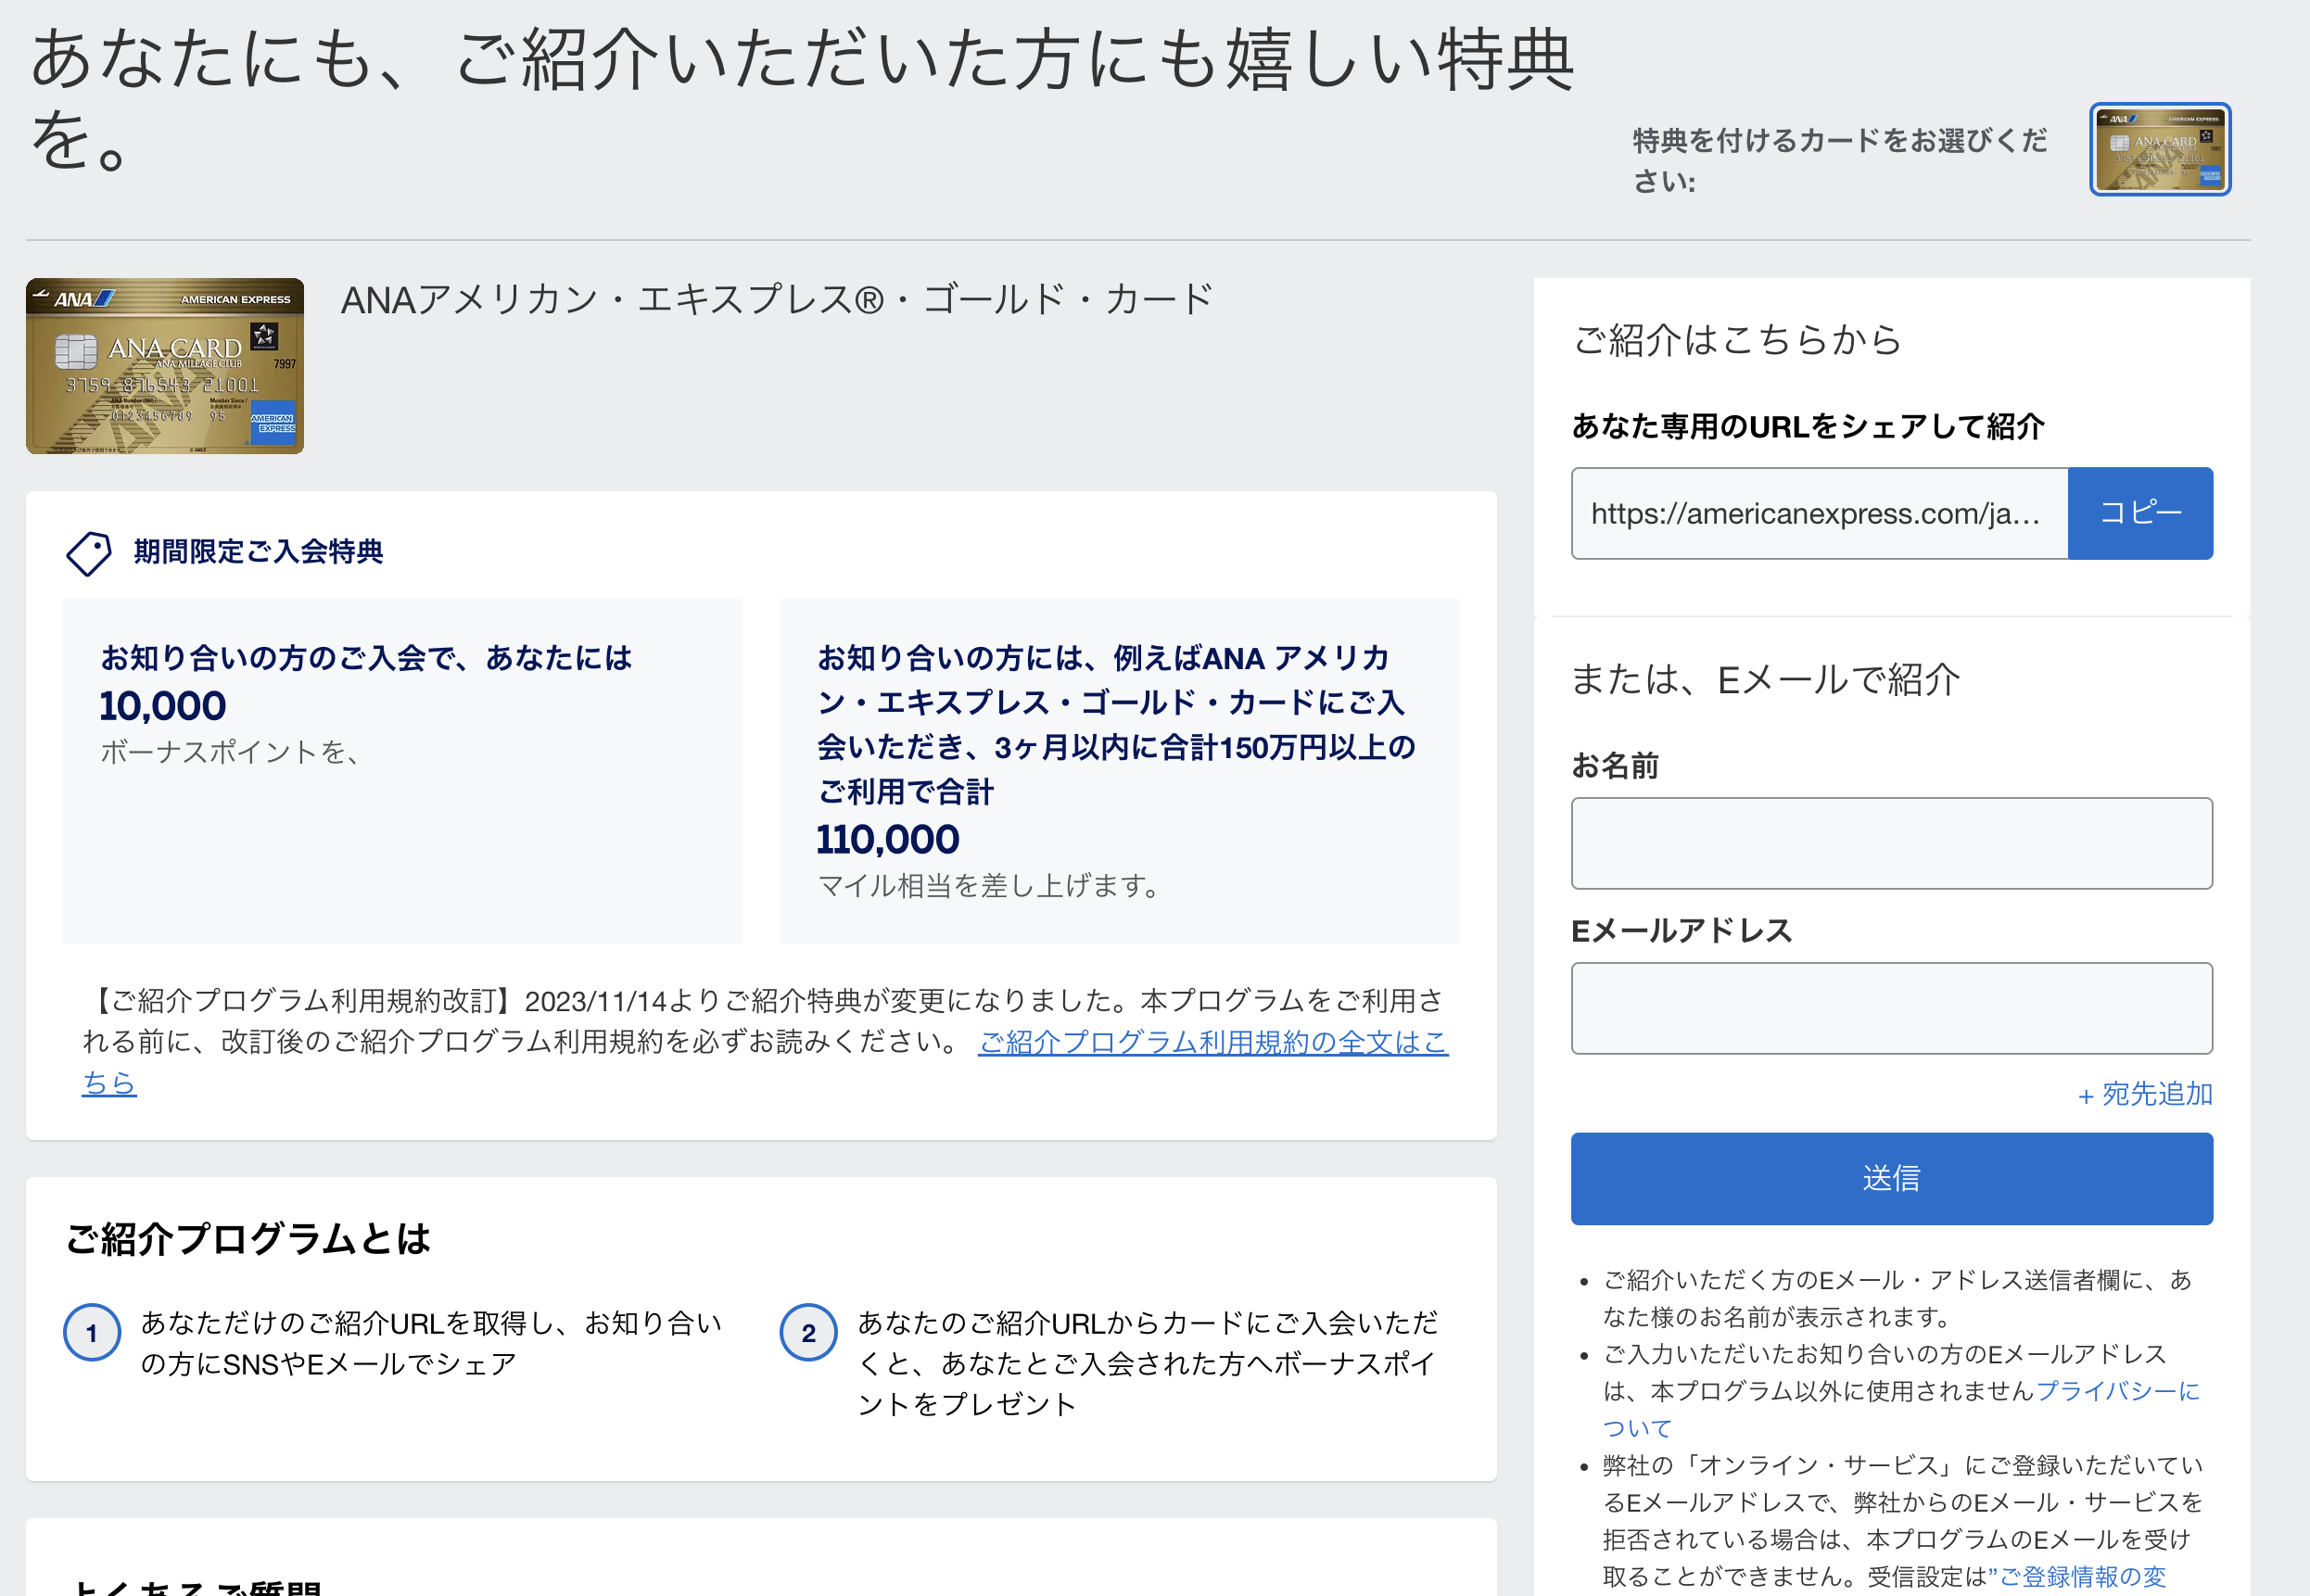 あなたにも、ご紹介いただいた方にも嬉しい特典
を。
特典を付けるカードをお選びくだ
さい:
ANA
AMERICAN EXPRESS
ANA CARD
ANA MILEAGE CLUB
7997
3759 876543 21001
0123456789 95
AMERICAN
EXPRESS
ANAアメリカン・エキスプレス®・ゴールド・カード
期間限定ご入会特典
お知り合いの方のご入会で、あなたには
10,000
ボーナスポイントを、
お知り合いの方には、例えばANA アメリカ
ン・エキスプレス・ゴールド・カードにご入
会いただき、3ヶ月以内に合計150万円以上の
ご利用で合計
110,000
マイル相当を差し上げます。
【ご紹介プログラム利用規約改訂】2023/11/14よりご紹介特典が変更になりました。本プログラムをご利用さ
れる前に、改訂後のご紹介プログラム利用規約を必ずお読みください。 ご紹介プログラム利用規約の全文はこ
ちら
ご紹介プログラムとは
1
あなただけのご紹介URLを取得し、お知り合い
の方にSNSやEメールでシェア
2
あなたのご紹介URLからカードにご入会いただ
くと、あなたとご入会された方へボーナスポイ
ントをプレゼント
よくあるご質問
ご紹介はこちらから
あなた専用のURLをシェアして紹介
https://americanexpress.com/ja...
コピー
または、Eメールで紹介
お名前
Eメールアドレス
+ 宛先追加
送信
• ご紹介いただく方のEメール・アドレス送信者欄に、あ
なた様のお名前が表示されます。
• ご入力いただいたお知り合いの方のEメールアドレス
は、本プログラム以外に使用されませんプライバシーに
ついて
• 弊社の「オンライン・サービス」にご登録いただいてい
るEメールアドレスで、弊社からのEメール・サービスを
拒否されている場合は、本プログラムのEメールを受け
取ることができません。受信設定は”ご登録情報の変